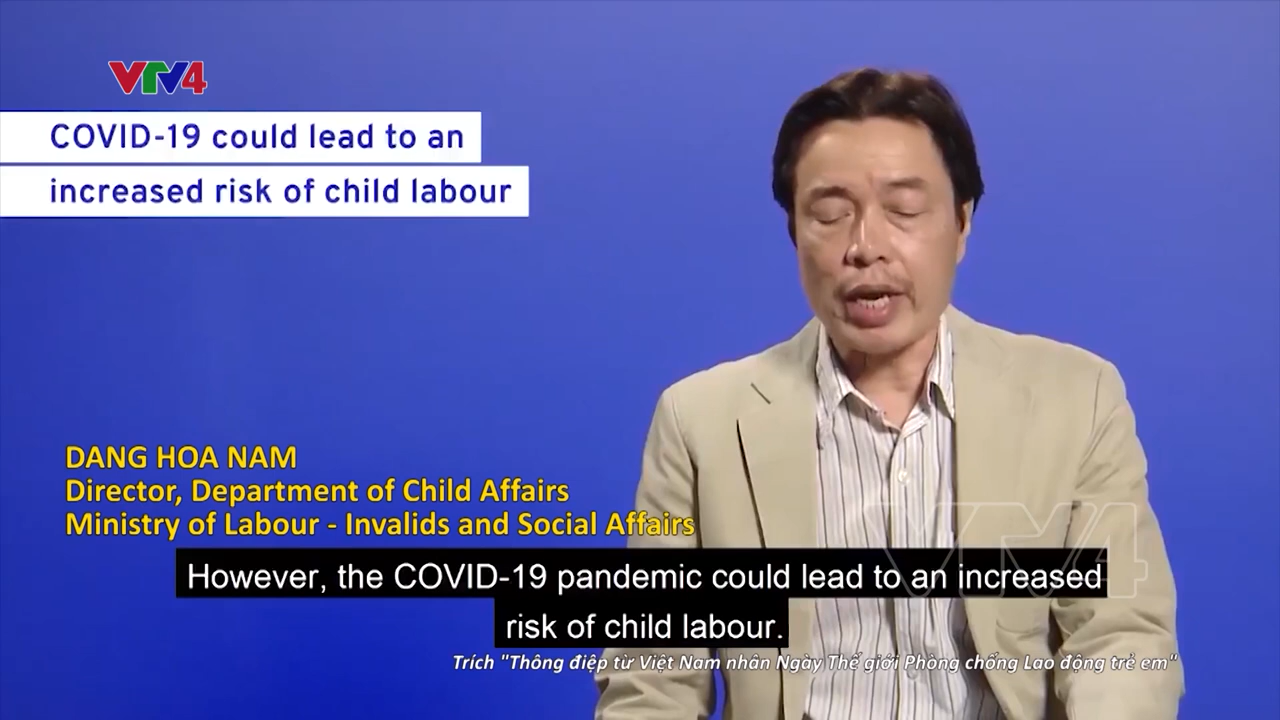 VTV4
COVID-19 could lead to an
increased risk of child labour
DANG HOA NAM
Director, Department of Child Affairs
Ministry of Labour - Invalids and Social Affairs
VTV4
However, the COVID-19 pandemic could lead to an increased
risk of child labour.
Trích "Thông điệp từ Việt Nam nhân Ngày Thế giới Phòng chống Lao động trẻ em"